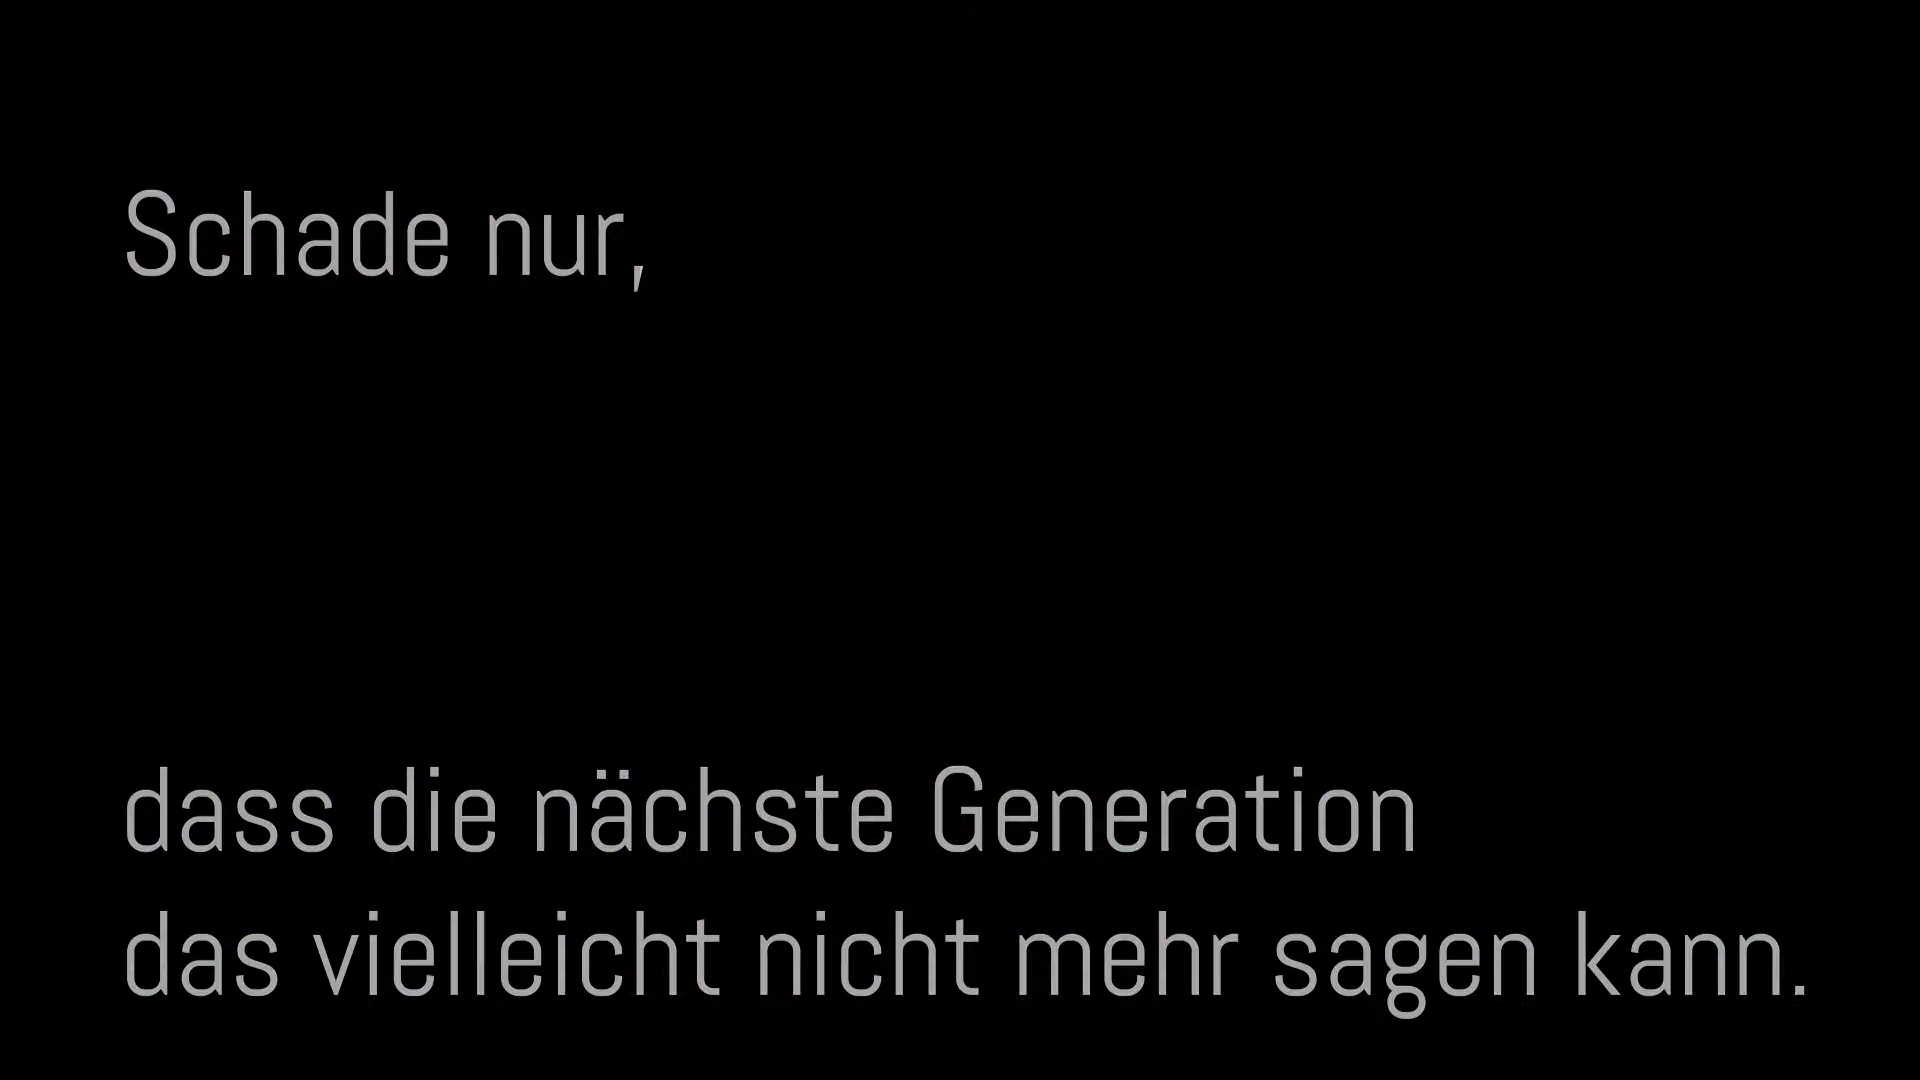 Schade nur,
dass die nächste Generation
das vielleicht nicht mehr sagen kann.